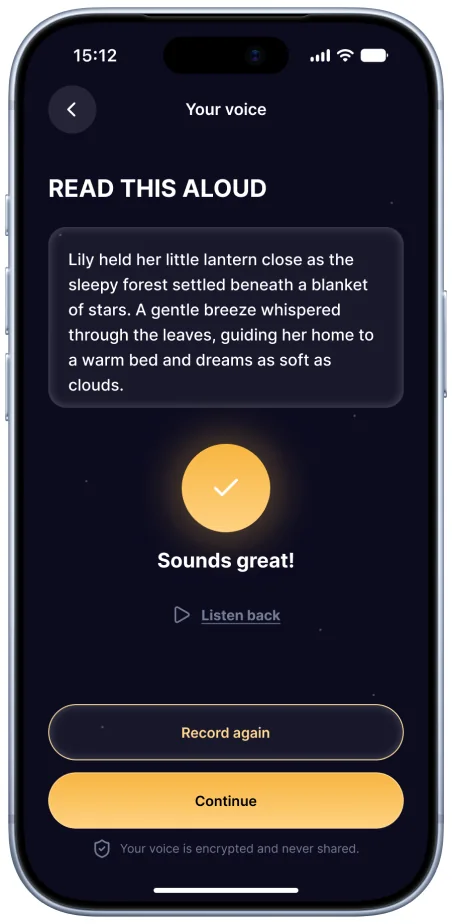 15:12
Your voice
READ THIS ALOUD
Lily held her little lantern close as the
sleepy forest settled beneath a blanket
of stars. A gentle breeze whispered
through the leaves, guiding her home to
a warm bed and dreams as soft as
clouds.
Sounds great!
Listen back
Record again
Continue
Your voice is encrypted and never shared.